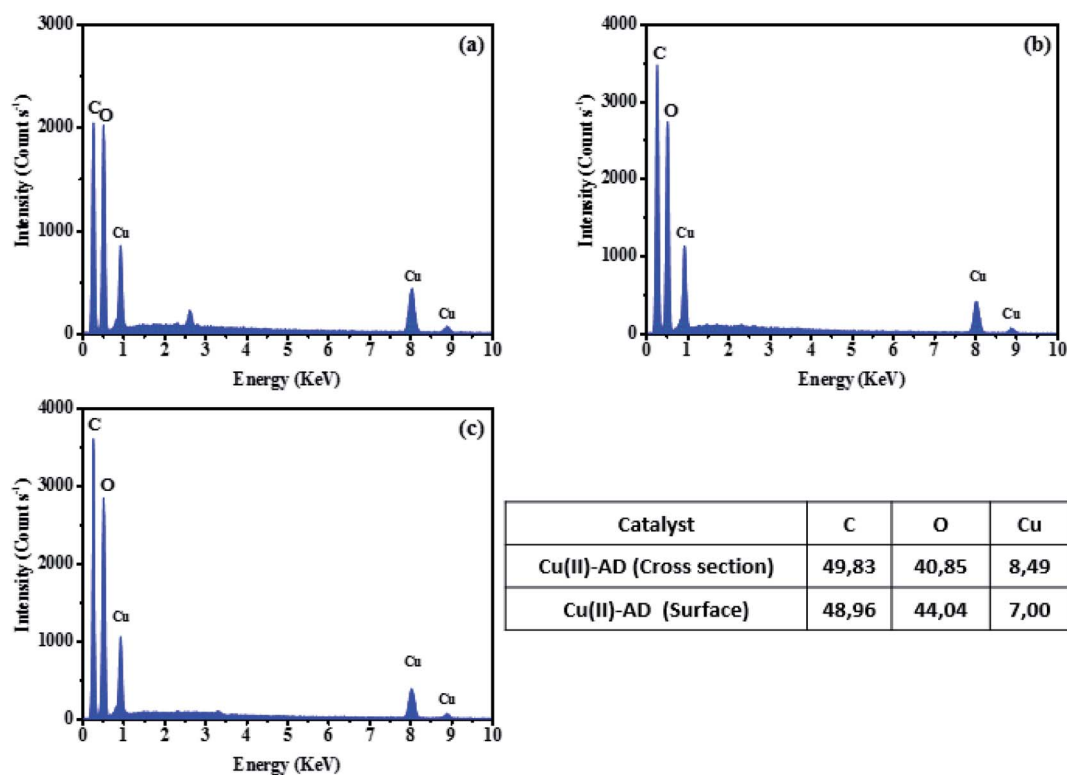 (a)
Intensity (Count s⁻¹)
3000
2000
1000
0
C
O
Cu
Cu
Cu
0 1 2 3 4 5 6 7 8 9 10
Energy (KeV)
(b)
Intensity (Count s⁻¹)
4000
3000
2000
1000
0
C
O
Cu
Cu
Cu
0 1 2 3 4 5 6 7 8 9 10
Energy (KeV)
(c)
Intensity (Count s⁻¹)
4000
3000
2000
1000
0
C
O
Cu
Cu
Cu
0 1 2 3 4 5 6 7 8 9 10
Energy (KeV)
Catalyst C O Cu
Cu(II)-AD (Cross section) 49,83 40,85 8,49
Cu(II)-AD (Surface) 48,96 44,04 7,00